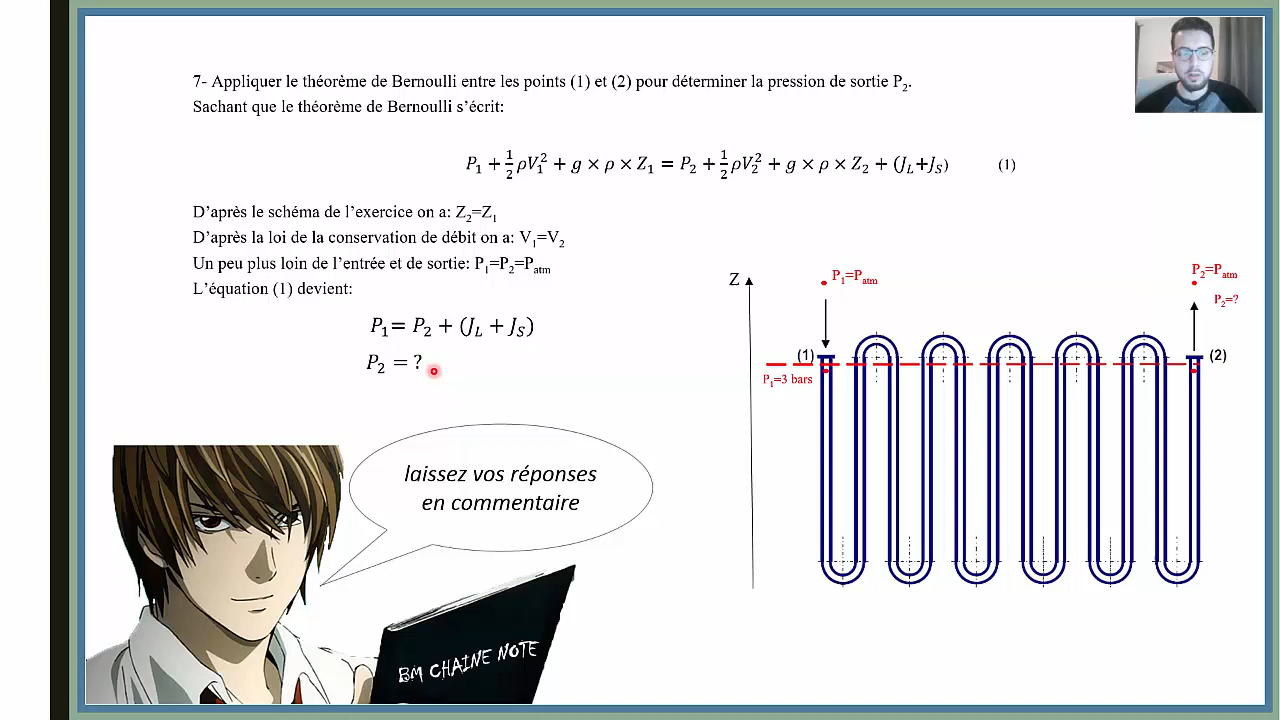 7- Appliquer le théorème de Bernoulli entre les points (1) et (2) pour déterminer la pression de sortie P₂.
Sachant que le théorème de Bernoulli s’écrit:
P₁ + ½ρV₁² + g × ρ × Z₁ = P₂ + ½ρV₂² + g × ρ × Z₂ + (J_L+J_S) (1)
D’après le schéma de l’exercice on a: Z₂=Z₁
D’après la loi de la conservation de débit on a: V₁=V₂
Un peu plus loin de l’entrée et de sortie: P₁=P₂=Patm
L’équation (1) devient:
P₁= P₂ + (J_L + J_S)
P₂ = ?
Z
P₁=Patm
P₂=Patm
P₂=?
(1)
(2)
P₁=3 bars
laissez vos réponses
en commentaire
BM CHAINE NOTE